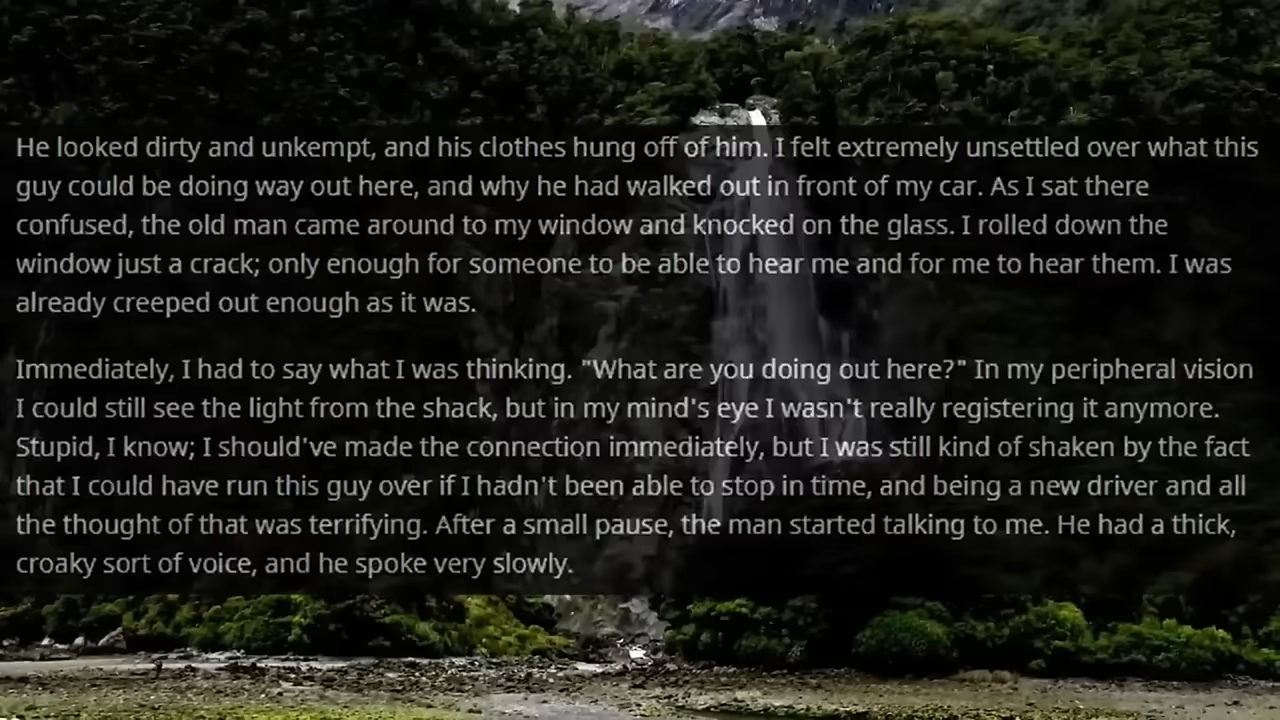 He looked dirty and unkempt, and his clothes hung off of him. I felt extremely unsettled over what this
guy could be doing way out here, and why he had walked out in front of my car. As I sat there
confused, the old man came around to my window and knocked on the glass. I rolled down the
window just a crack; only enough for someone to be able to hear me and for me to hear them. I was
already creeped out enough as it was.
Immediately, I had to say what I was thinking. "What are you doing out here?" In my peripheral vision
I could still see the light from the shack, but in my mind's eye I wasn't really registering it anymore.
Stupid, I know; I should've made the connection immediately, but I was still kind of shaken by the fact
that I could have run this guy over if I hadn't been able to stop in time, and being a new driver and all
the thought of that was terrifying. After a small pause, the man started talking to me. He had a thick,
croaky sort of voice, and he spoke very slowly.